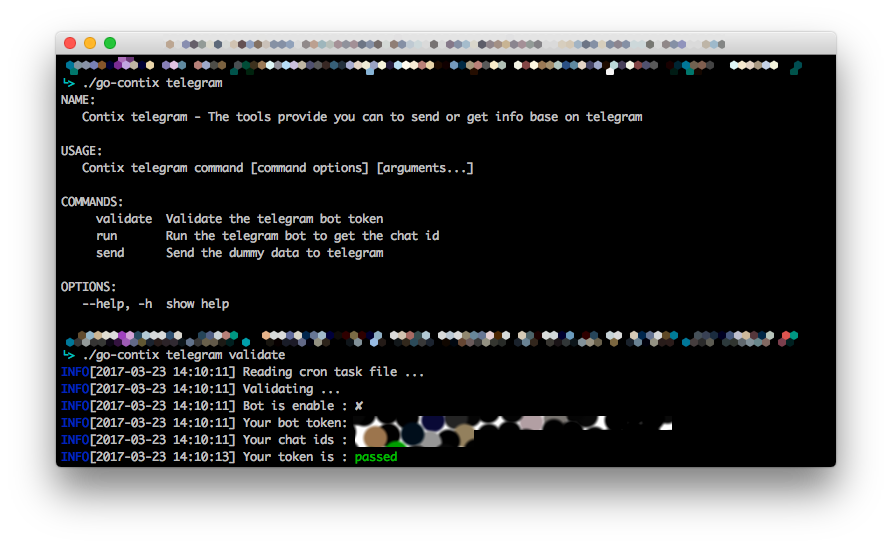 ↳ ./go-contix telegram
NAME:
Contix telegram - The tools provide you can to send or get info base on telegram
USAGE:
Contix telegram command [command options] [arguments...]
COMMANDS:
validate  Validate the telegram bot token
run       Run the telegram bot to get the chat id
send      Send the dummy data to telegram
OPTIONS:
--help, -h  show help
↳ ./go-contix telegram validate
INFO[2017-03-23 14:10:11] Reading cron task file ...
INFO[2017-03-23 14:10:11] Validating ...
INFO[2017-03-23 14:10:11] Bot is enable : ✘
INFO[2017-03-23 14:10:11] Your bot token:
INFO[2017-03-23 14:10:11] Your chat ids :
INFO[2017-03-23 14:10:13] Your token is : passed